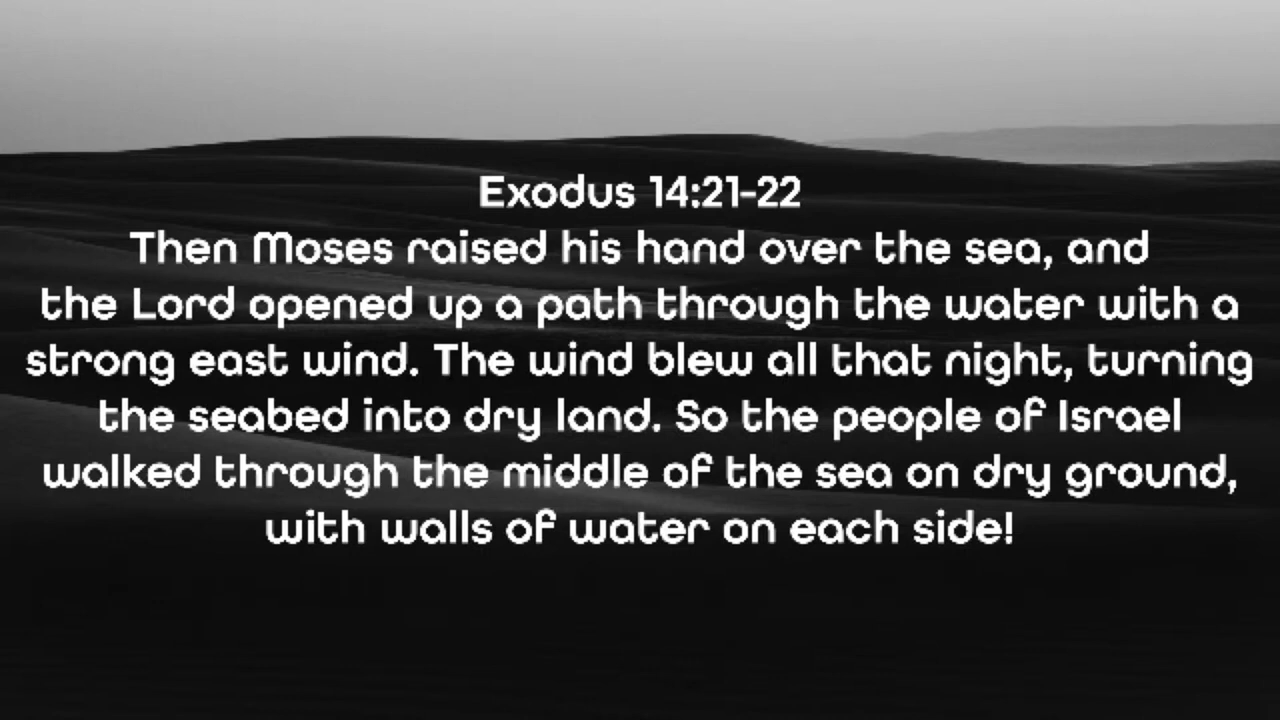 Exodus 14:21-22
Then Moses raised his hand over the sea, and
the Lord opened up a path through the water with a
strong east wind. The wind blew all that night, turning
the seabed into dry land. So the people of Israel
walked through the middle of the sea on dry ground,
with walls of water on each side!